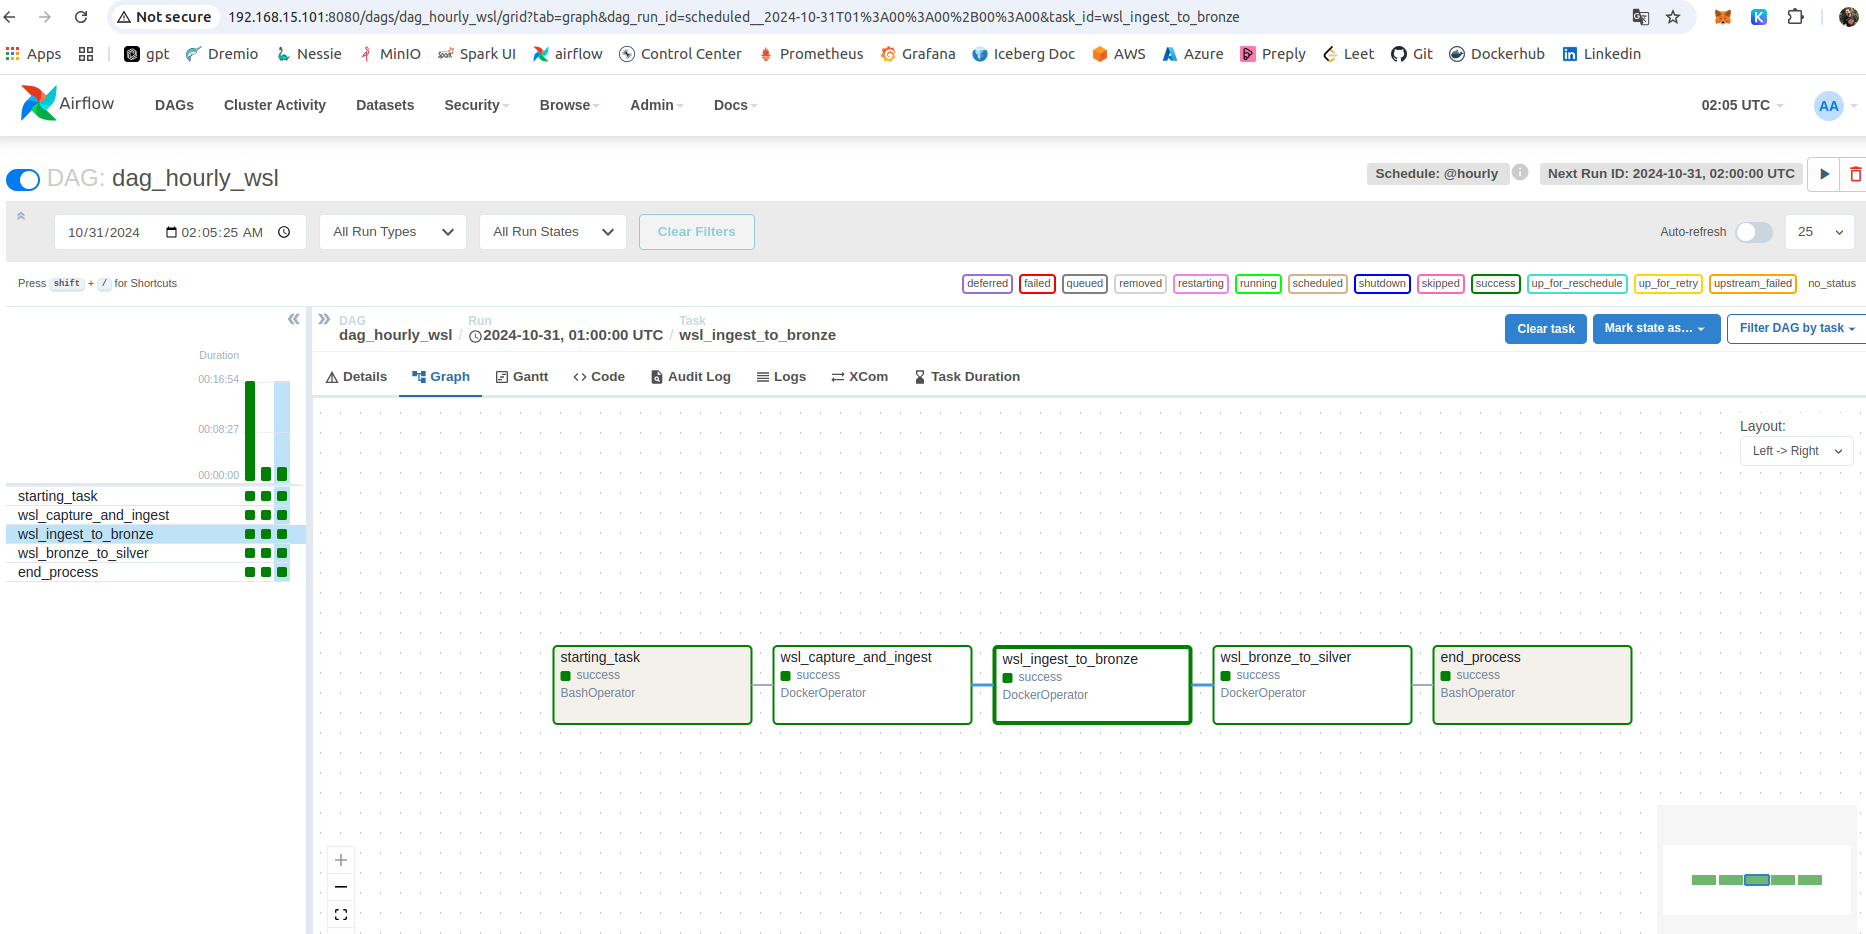 Not secure 192.168.15.101:8080/dags/dag_hourly_wsl/grid?tab=graph&dag_run_id=scheduled__2024-10-31T01%3A00%3A00%2B00%3A00&task_id=wsl_ingest_to_bronze
Apps gpt Dremio Nessie MinIO Spark UI airflow Control Center Prometheus Grafana Iceberg Doc AWS Azure Preply Leet Git Dockerhub Linkedin
Airflow DAGs Cluster Activity Datasets Security Browse Admin Docs 02:05 UTC AA
DAG: dag_hourly_wsl Schedule: @hourly Next Run ID: 2024-10-31, 02:00:00 UTC
10/31/2024 02:05:25 AM All Run Types All Run States Clear Filters Auto-refresh 25
Press shift + / for Shortcuts deferred failed queued removed restarting running scheduled shutdown skipped success up_for_reschedule up_for_retry upstream_failed no_status
DAG Run Task
dag_hourly_wsl / 2024-10-31, 01:00:00 UTC / wsl_ingest_to_bronze Clear task Mark state as... Filter DAG by task
Details Graph Gantt Code Audit Log Logs XCom Task Duration
Duration
00:16:54
00:08:27
00:00:00
starting_task
wsl_capture_and_ingest
wsl_ingest_to_bronze
wsl_bronze_to_silver
end_process
Layout:
Left -> Right
starting_task
success
BashOperator
wsl_capture_and_ingest
success
DockerOperator
wsl_ingest_to_bronze
success
DockerOperator
wsl_bronze_to_silver
success
DockerOperator
end_process
success
BashOperator